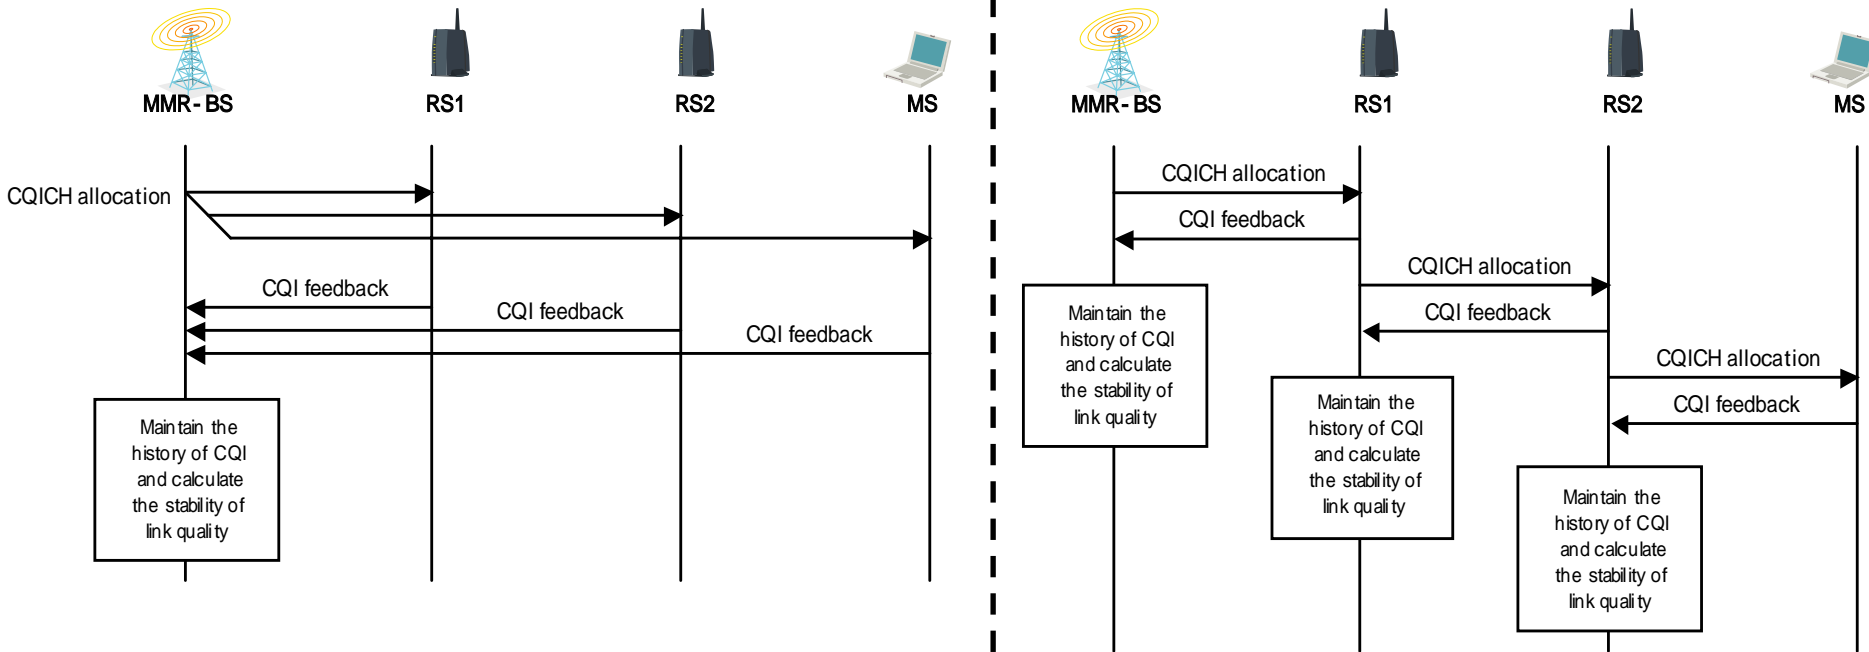 MMR-BS
RS1
RS2
MS
CQICH allocation
CQI feedback
CQI feedback
CQI feedback
Maintain the
history of CQI
and calculate
the stability of
link quality
MMR-BS
RS1
RS2
MS
CQICH allocation
CQI feedback
CQICH allocation
CQI feedback
CQICH allocation
CQI feedback
Maintain the
history of CQI
and calculate
the stability of
link quality
Maintain the
history of CQI
and calculate
the stability of
link quality
Maintain the
history of CQI
and calculate
the stability of
link quality